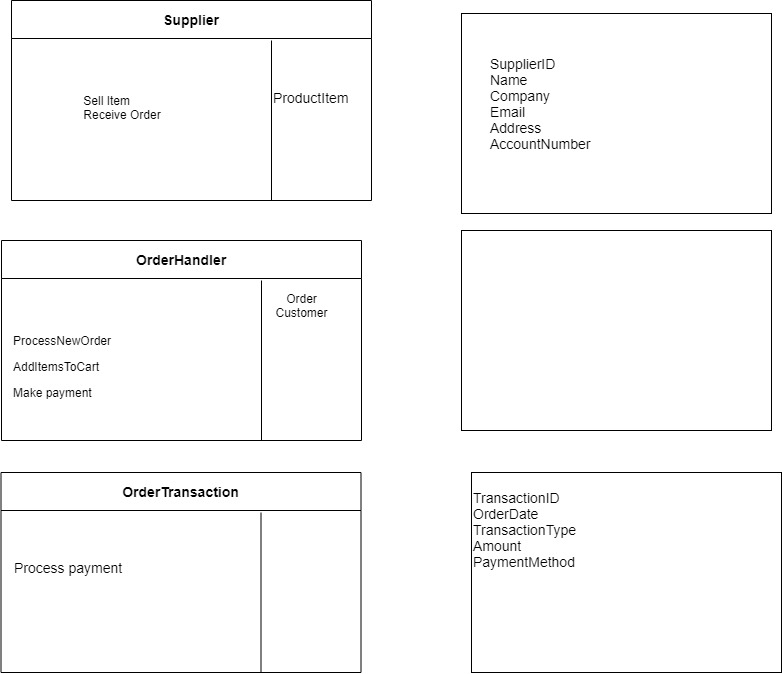 Supplier
Sell Item
Receive Order
ProductItem
SupplierID
Name
Company
Email
Address
AccountNumber
OrderHandler
ProcessNewOrder
AddItemsToCart
Make payment
Order
Customer
OrderTransaction
Process payment
TransactionID
OrderDate
TransactionType
Amount
PaymentMethod